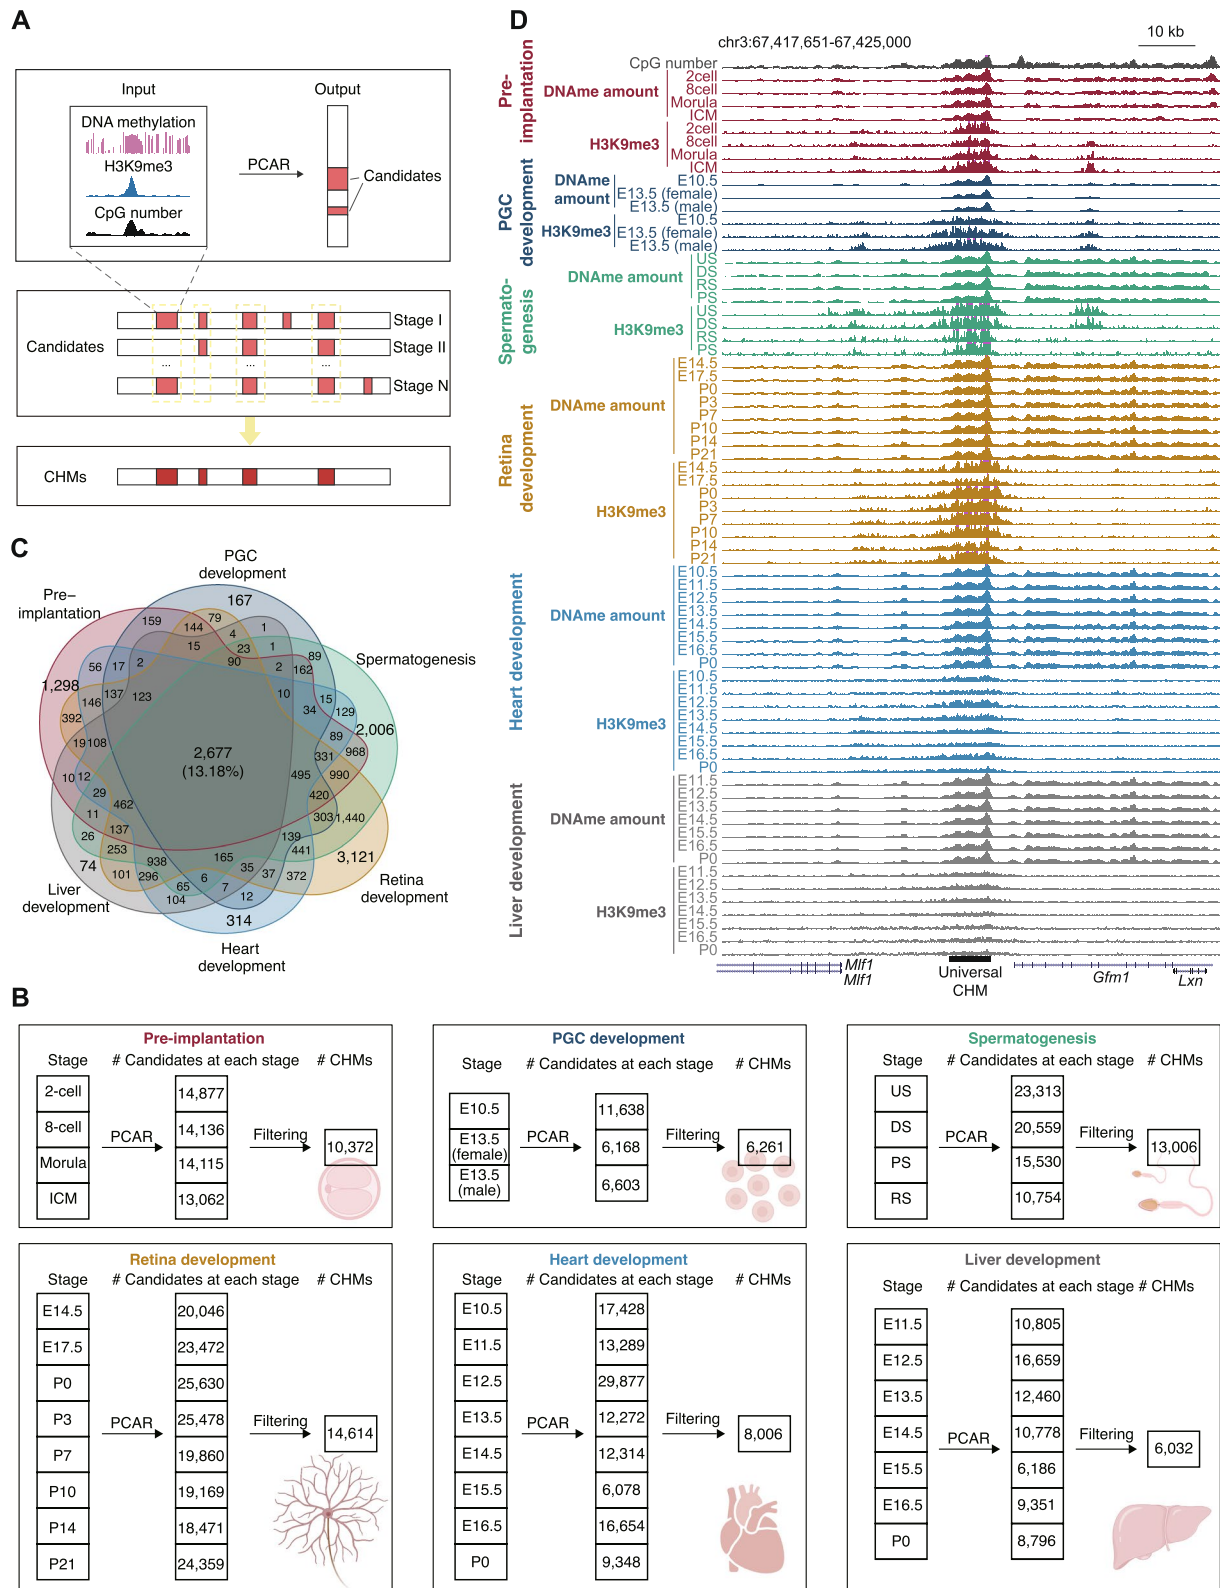 A
Input
Output
DNA methylation
H3K9me3
CpG number
PCAR
Candidates
Candidates
Stage I
Stage II
...
...
...
Stage N
CHMs
C
PGC
development
Pre–
implantation
Spermatogenesis
Retina
development
Heart
development
Liver
development
167
159
144
79
4
1
15
23
1
89
56
17
2
90
2
162
1,298
146
137
123
10
15
34
129
392
2,006
19
108
2,677
(13.18%)
89
968
331
10
12
495
990
29
462
420
11
303
1,440
26
137
139
253
441
3,121
74
938
165
101
296
35
37
372
65
6
7
104
12
314
D
chr3:67,417,651-67,425,000
10 kb
CpG number
Pre-
implantation
DNAme amount
2cell
8cell
Morula
ICM
H3K9me3
2cell
8cell
Morula
ICM
PGC
development
DNAme
amount
E10.5
E13.5 (female)
E13.5 (male)
H3K9me3
E10.5
E13.5 (female)
E13.5 (male)
Spermato-
genesis
DNAme amount
US
DS
RS
PS
H3K9me3
US
DS
RS
PS
Retina
development
DNAme amount
E14.5
E17.5
P0
P3
P7
P10
P14
P21
H3K9me3
E14.5
E17.5
P0
P3
P7
P10
P14
P21
Heart development
DNAme amount
E10.5
E11.5
E12.5
E13.5
E14.5
E15.5
E16.5
P0
H3K9me3
E10.5
E11.5
E12.5
E13.5
E14.5
E15.5
E16.5
P0
Liver development
DNAme amount
E11.5
E12.5
E13.5
E14.5
E15.5
E16.5
P0
H3K9me3
E11.5
E12.5
E13.5
E14.5
E15.5
E16.5
P0
Mlf1
Mlf1
Universal
CHM
Gfm1
Lxn
B
Pre-implantation
Stage # Candidates at each stage # CHMs
2-cell 14,877
8-cell 14,136
PCAR
Filtering
10,372
Morula 14,115
ICM 13,062
PGC development
Stage # Candidates at each stage # CHMs
E10.5 11,638
PCAR
Filtering
E13.5
(female)
6,168
6,261
E13.5
(male)
6,603
Spermatogenesis
Stage # Candidates at each stage # CHMs
US 23,313
DS 20,559
PCAR
Filtering
13,006
PS 15,530
RS 10,754
Retina development
Stage # Candidates at each stage # CHMs
E14.5 20,046
E17.5 23,472
P0 25,630
P3 25,478
PCAR
Filtering
14,614
P7 19,860
P10 19,169
P14 18,471
P21 24,359
Heart development
Stage # Candidates at each stage # CHMs
E10.5 17,428
E11.5 13,289
E12.5 29,877
E13.5 12,272
PCAR
Filtering
8,006
E14.5 12,314
E15.5 6,078
E16.5 16,654
P0 9,348
Liver development
Stage # Candidates at each stage # CHMs
E11.5 10,805
E12.5 16,659
E13.5 12,460
E14.5 10,778
PCAR
Filtering
6,032
E15.5 6,186
E16.5 9,351
P0 8,796